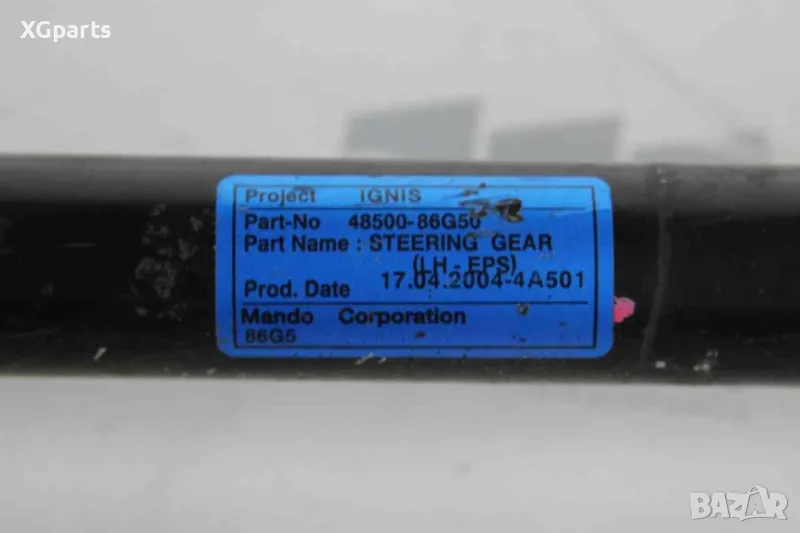 XGparts
Project IGNIS
Part-No 48500-86G50
Part Name : STEERING GEAR
(LH - EPS)
Prod. Date 17.04.2004-4A501
Mando Corporation
86G5
BAZAR